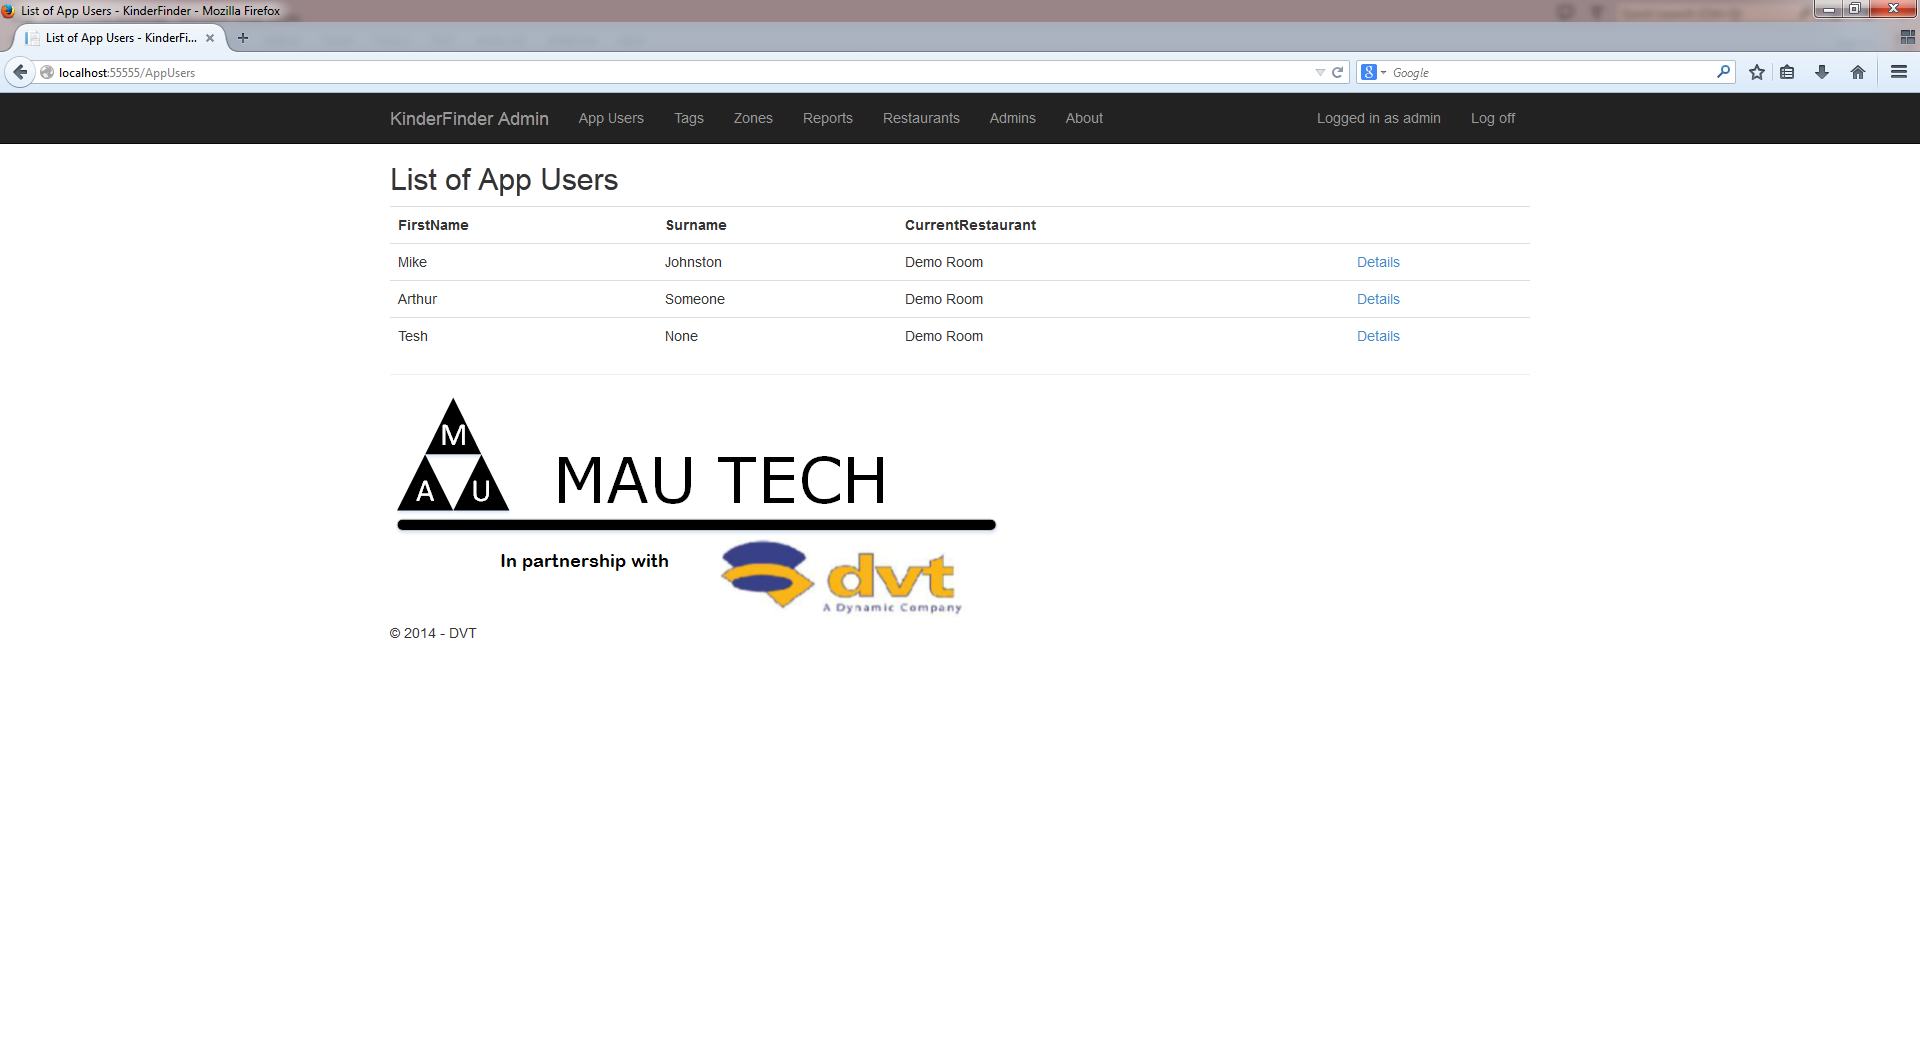 List of App Users - KinderFinder - Mozilla Firefox
List of App Users - KinderFi...
localhost:55555/AppUsers
Google
KinderFinder Admin App Users Tags Zones Reports Restaurants Admins About Logged in as admin Log off
List of App Users
FirstName Surname CurrentRestaurant
Mike Johnston Demo Room Details
Arthur Someone Demo Room Details
Tesh None Demo Room Details
M
A U
MAU TECH
In partnership with
dvt
A Dynamic Company
© 2014 - DVT